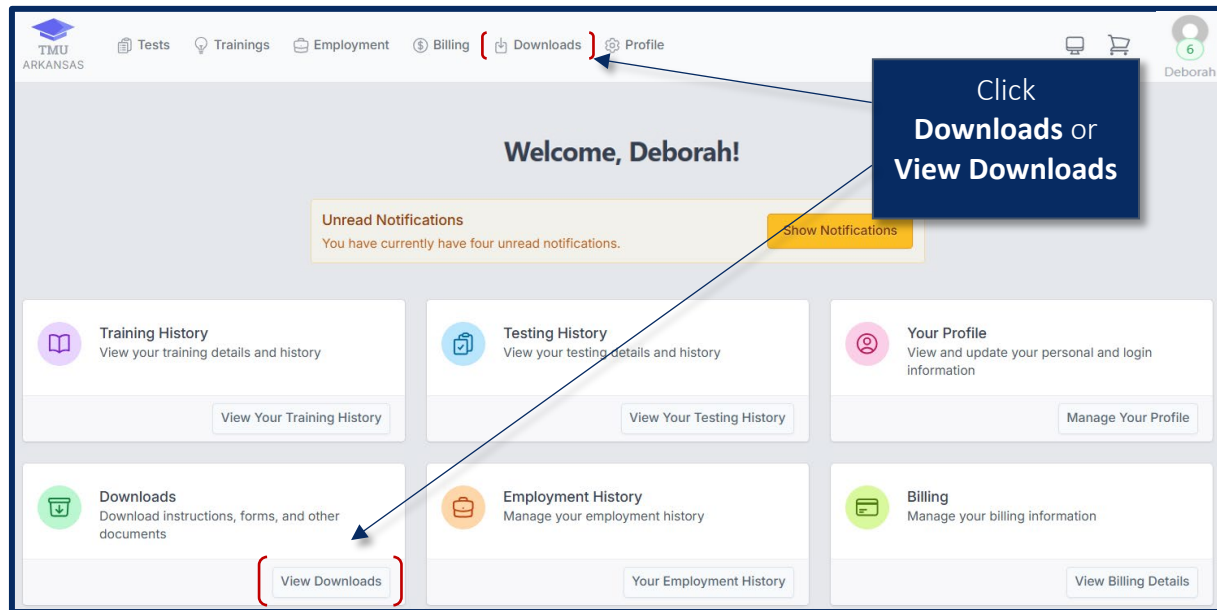 TMU
ARKANSAS
Tests
Trainings
Employment
Billing
Downloads
Profile
6
Deborah
Click
Downloads or
View Downloads
Welcome, Deborah!
Unread Notifications
You have currently have four unread notifications.
Show Notifications
Training History
View your training details and history
View Your Training History
Testing History
View your testing details and history
View Your Testing History
Your Profile
View and update your personal and login
information
Manage Your Profile
Downloads
Download instructions, forms, and other
documents
View Downloads
Employment History
Manage your employment history
Your Employment History
Billing
Manage your billing information
View Billing Details